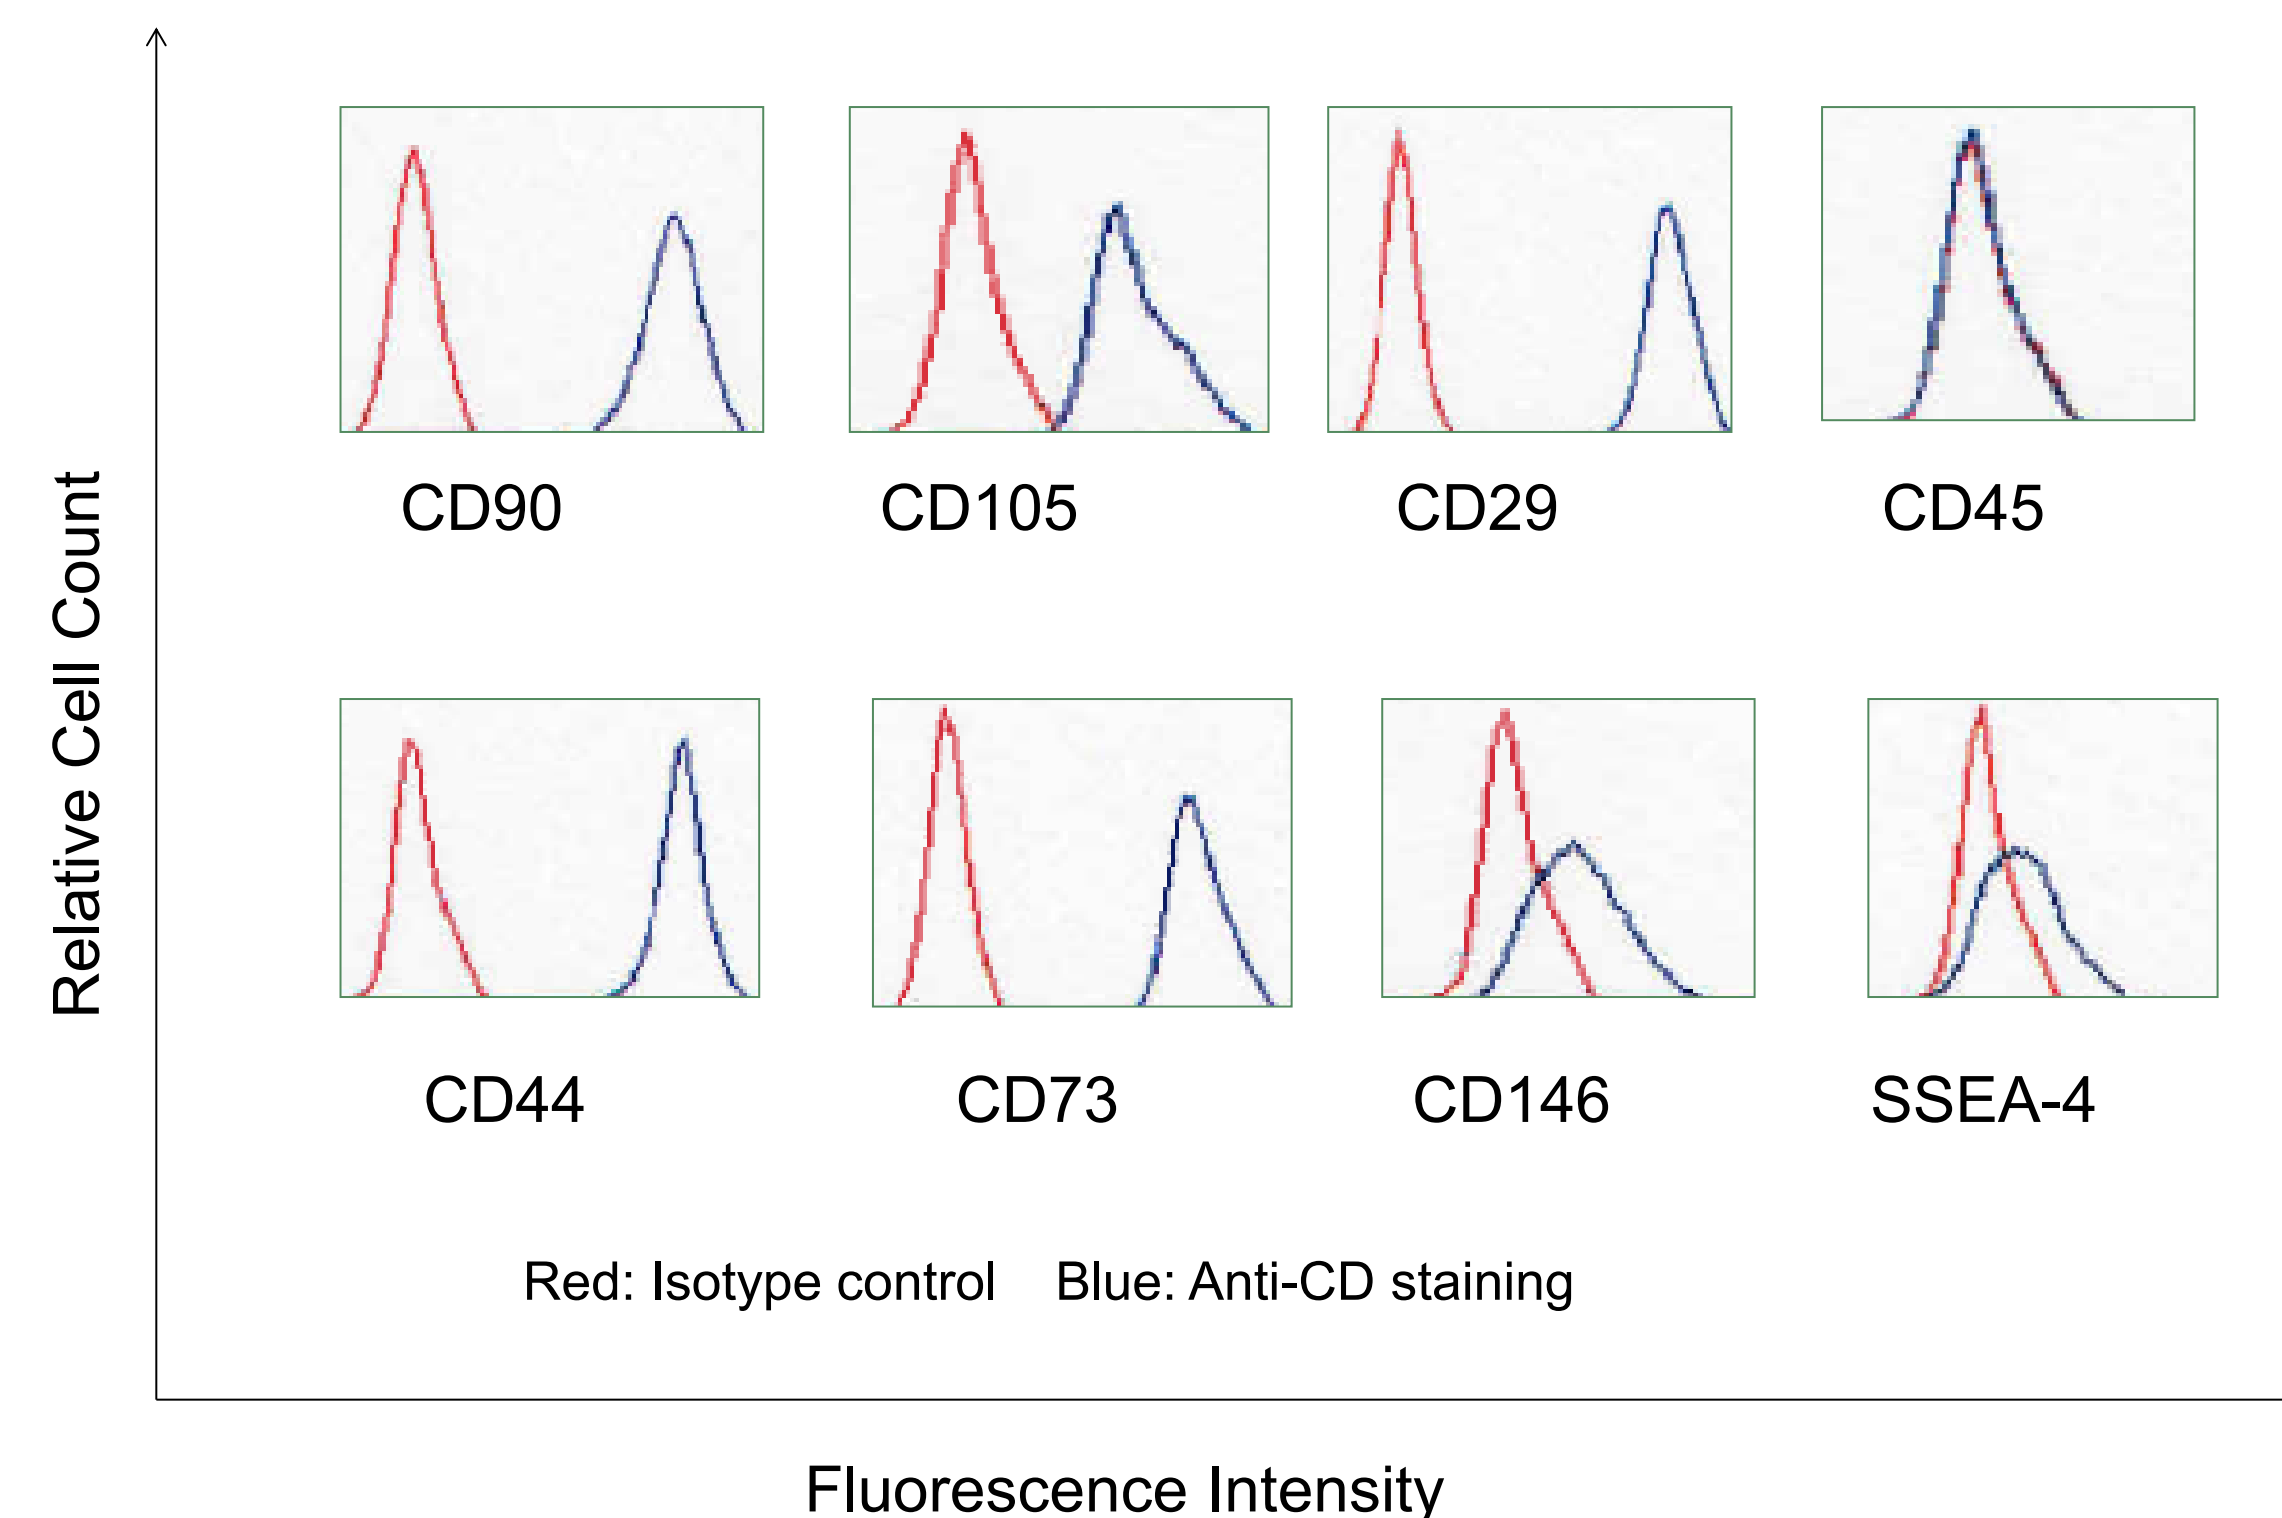 Relative Cell Count
CD90 CD105 CD29 CD45
CD44 CD73 CD146 SSEA-4
Red: Isotype control Blue: Anti-CD staining
Fluorescence Intensity